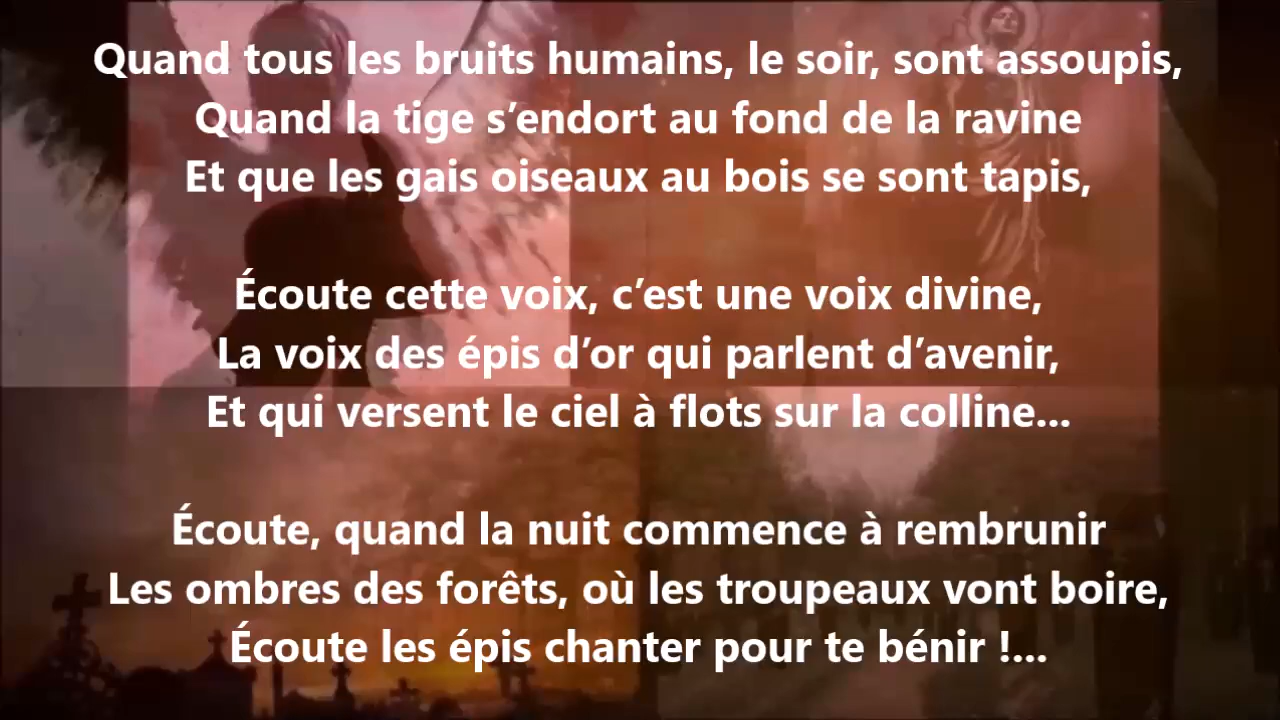 Quand tous les bruits humains, le soir, sont assoupis,
Quand la tige s’endort au fond de la ravine
Et que les gais oiseaux au bois se sont tapis,
Écoute cette voix, c’est une voix divine,
La voix des épis d’or qui parlent d’avenir,
Et qui versent le ciel à flots sur la colline...
Écoute, quand la nuit commence à rembrunir
Les ombres des forêts, où les troupeaux vont boire,
Écoute les épis chanter pour te bénir !...